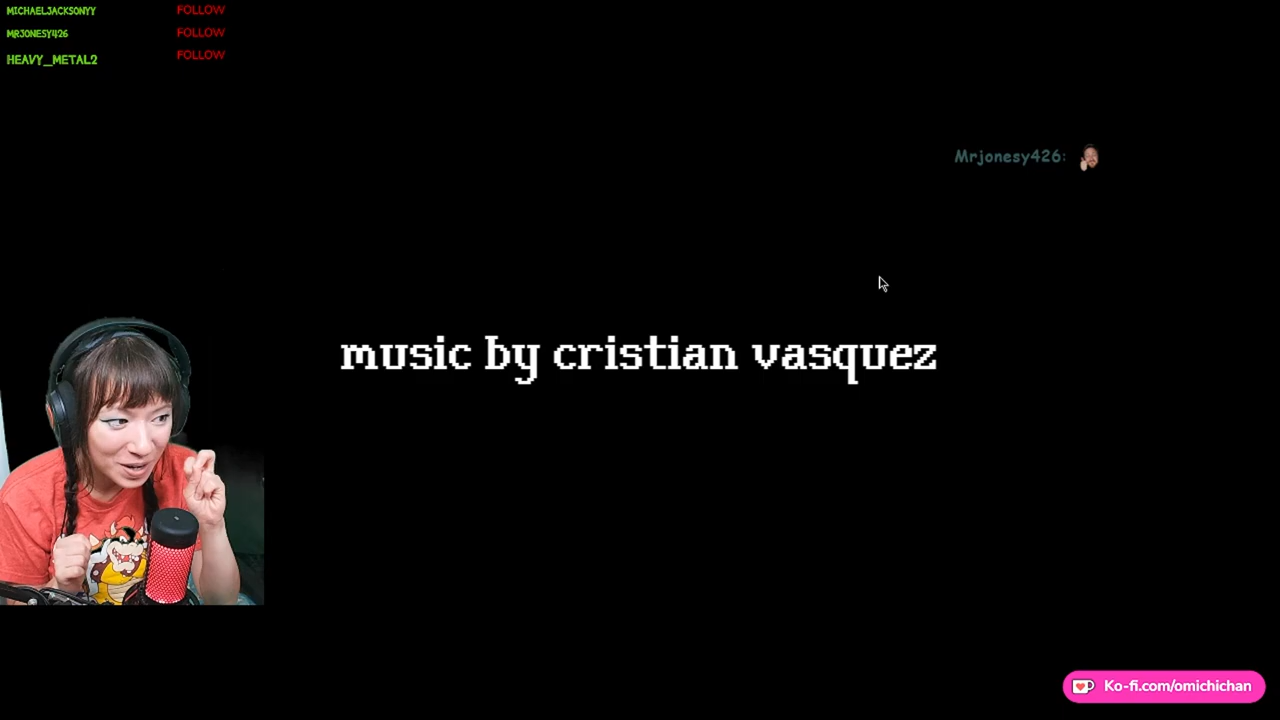 MICHAELJACKSONYY FOLLOW
MRJONESY426 FOLLOW
HEAVY_METAL2 FOLLOW
Mrjonesy426:
music by cristian vasquez
Ko-fi.com/omichichan